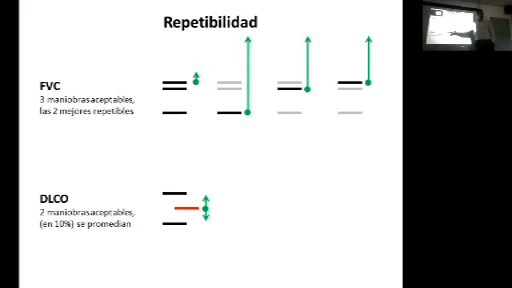 Repetibilidad
FVC
3 maniobras aceptables,
las 2 mejores repetibles
DLCO
2 maniobras aceptables,
(en 10%) se promedian